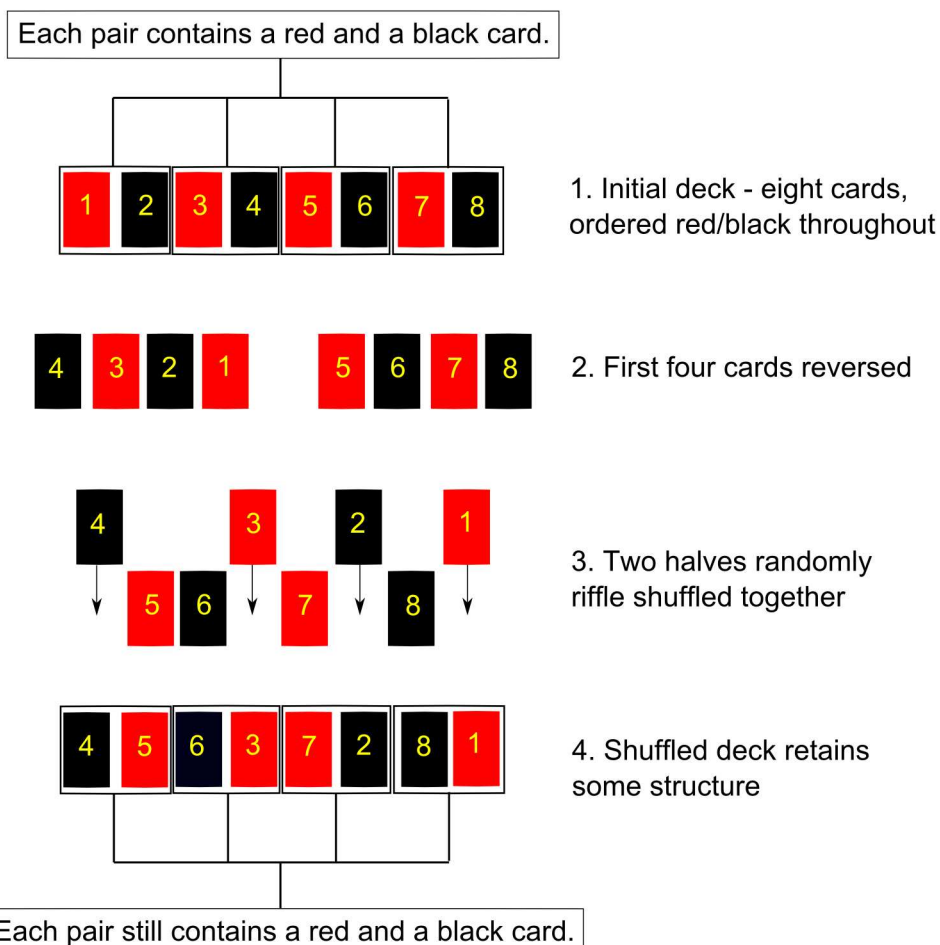 Each pair contains a red and a black card.
1 2 3 4 5 6 7 8
1. Initial deck - eight cards,
ordered red/black throughout
4 3 2 1 5 6 7 8
2. First four cards reversed
4 3 2 1
5 6 7 8
3. Two halves randomly
riffle shuffled together
4 5 6 3 7 2 8 1
4. Shuffled deck retains
some structure
Each pair still contains a red and a black card.